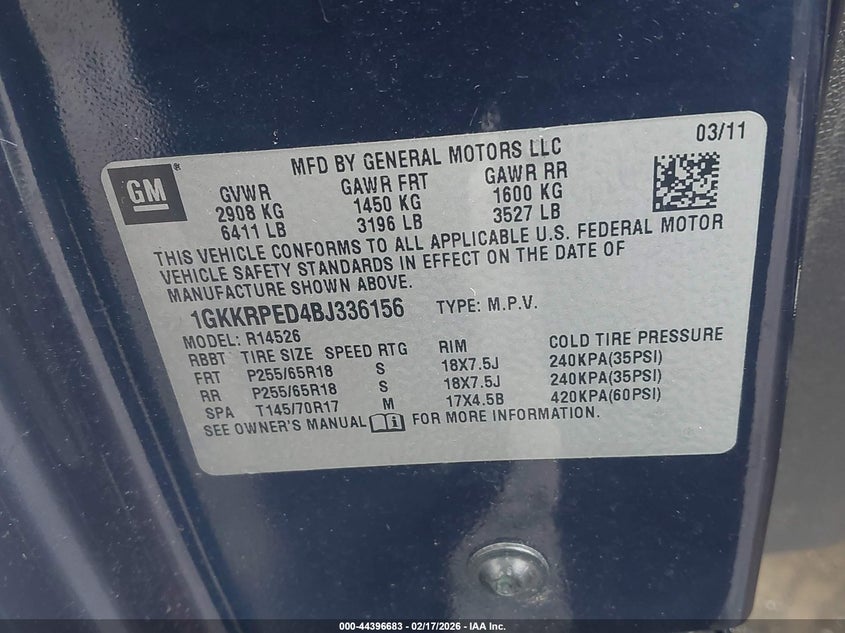 03/11
GM
MFD BY GENERAL MOTORS LLC
GVWR GAWR FRT GAWR RR
2908 KG 1450 KG 1600 KG
6411 LB 3196 LB 3527 LB
THIS VEHICLE CONFORMS TO ALL APPLICABLE U.S. FEDERAL MOTOR
VEHICLE SAFETY STANDARDS IN EFFECT ON THE DATE OF
MANUFACTURE SHOWN ABOVE.
1GKKRPED4BJ336156 TYPE: M.P.V.
MODEL: R14526
RBBT TIRE SIZE SPEED RTG RIM COLD TIRE PRESSURE
FRT P255/65R18 S 18X7.5J 240KPA(35PSI)
RR P255/65R18 S 18X7.5J 240KPA(35PSI)
SPA T145/70R17 M 17X4.5B 420KPA(60PSI)
SEE OWNER'S MANUAL i FOR MORE INFORMATION.
000-44396683 - 02/17/2026 - IAA Inc.